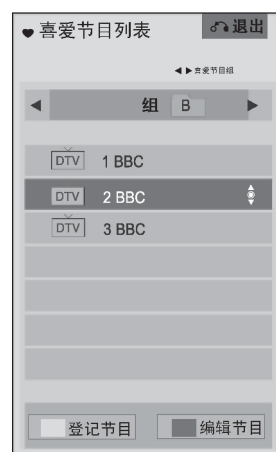 ♥ 喜爱节目列表 退出
◀ ▶ 喜爱节目组
◀ 组 B ▶
DTV 1 BBC
DTV 2 BBC
DTV 3 BBC
登记节目 编辑节目